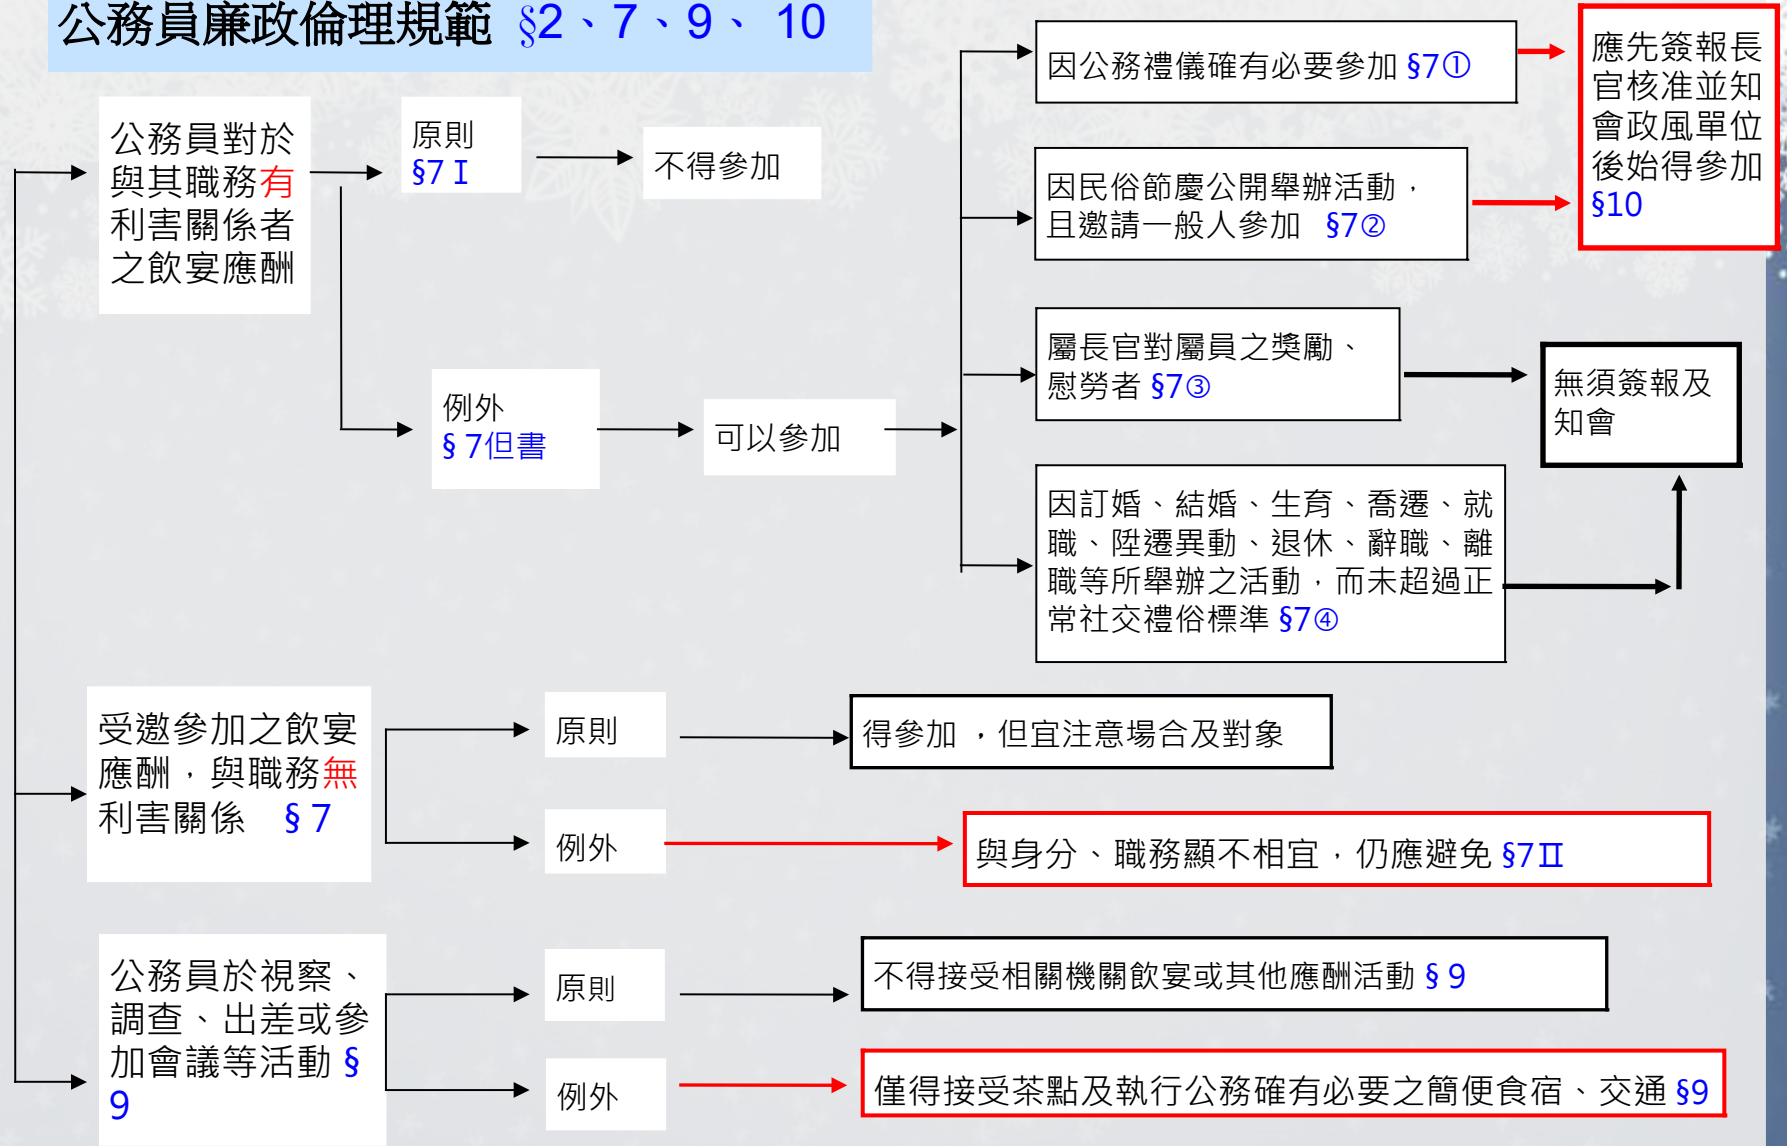 公務員廉政倫理規範 §2、7、9、 10
公務員對於
與其職務有
利害關係者
之飲宴應酬
原則
§7 I
不得參加
例外
§ 7但書
可以參加
因公務禮儀確有必要參加 §7①
因民俗節慶公開舉辦活動，
且邀請一般人參加 §7②
應先簽報長
官核准並知
會政風單位
後始得參加
§10
屬長官對屬員之獎勵、
慰勞者 §7③
因訂婚、結婚、生育、喬遷、就
職、陞遷異動、退休、辭職、離
職等所舉辦之活動，而未超過正
常社交禮俗標準 §7④
無須簽報及
知會
受邀參加之飲宴
應酬，與職務無
利害關係 § 7
原則
得參加 ，但宜注意場合及對象
例外
與身分、職務顯不相宜，仍應避免 §7Ⅱ
公務員於視察、
調查、出差或參
加會議等活動 §
9
原則
不得接受相關機關飲宴或其他應酬活動 § 9
例外
僅得接受茶點及執行公務確有必要之簡便食宿、交通 §9